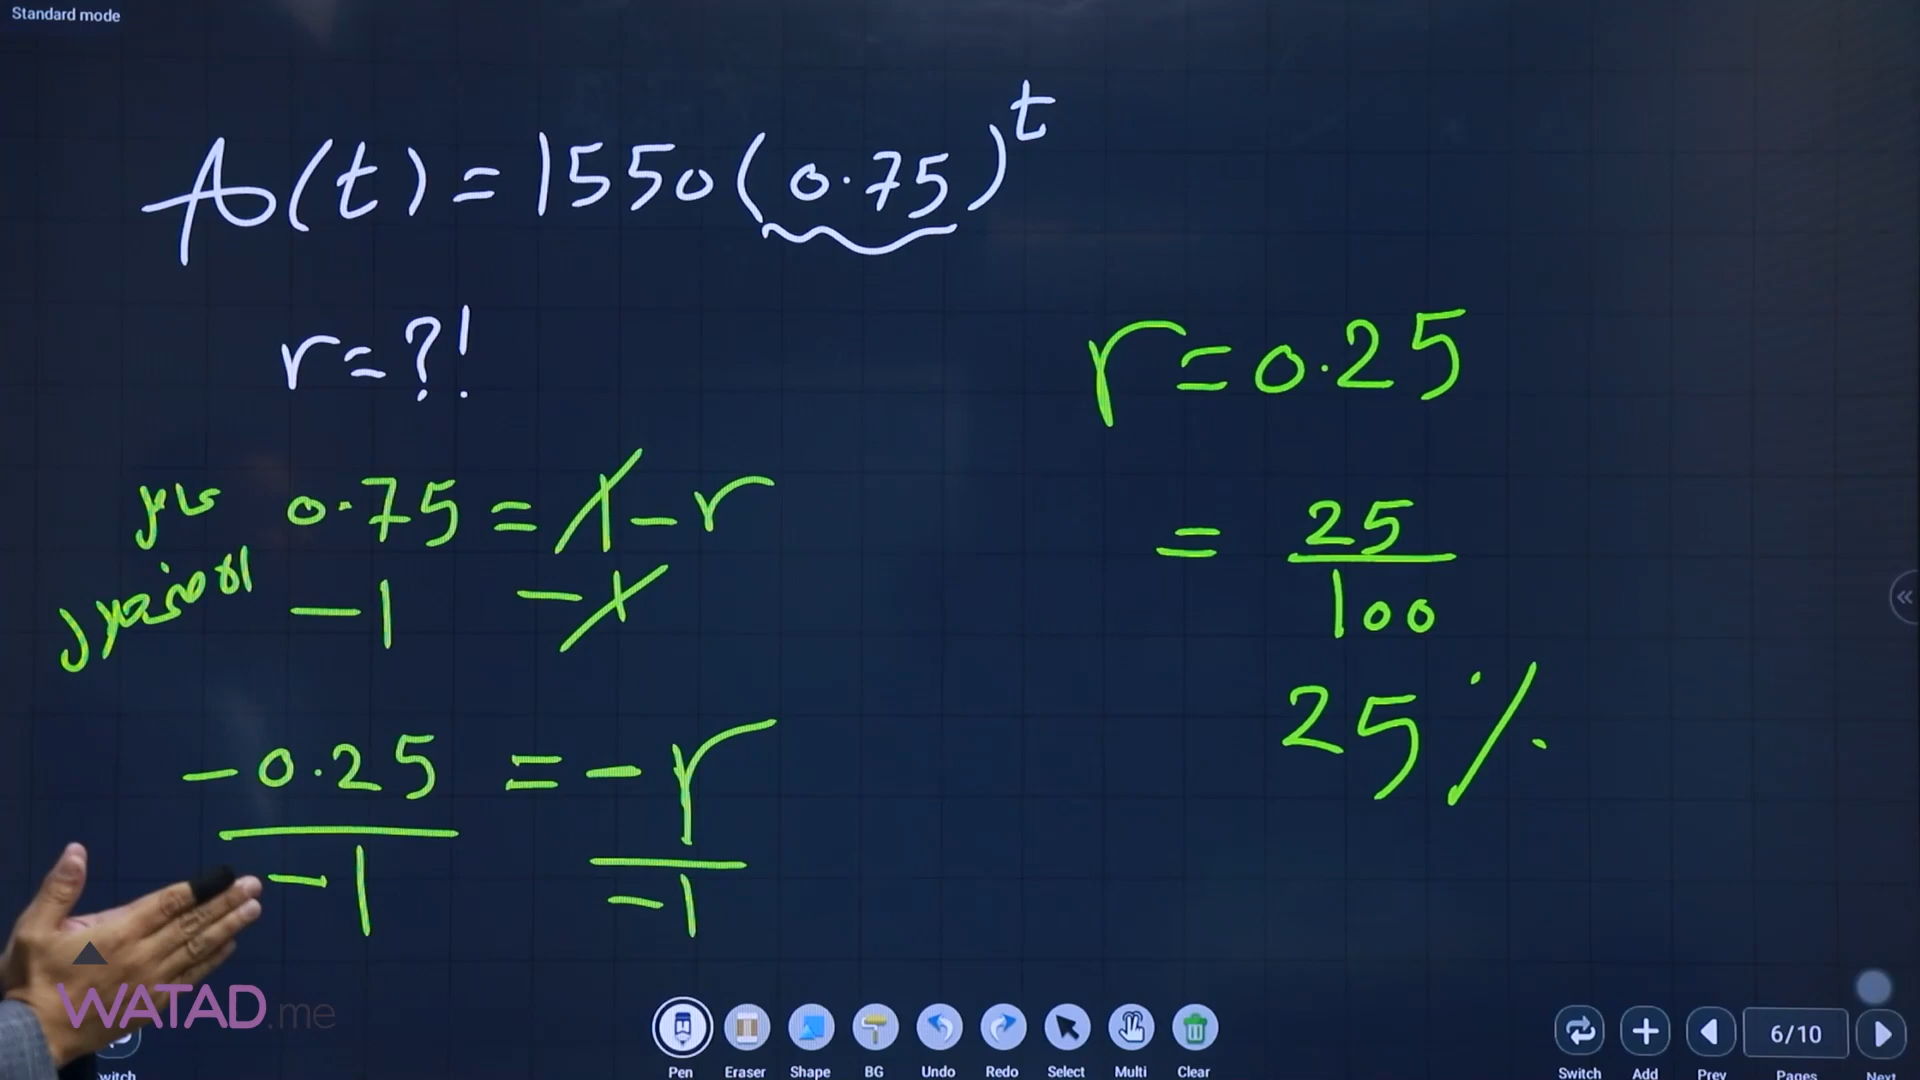 Standard mode
A(t) = 1550(0.75)^t
r = ?!
0.75 = 1 - r
-1 -1
-0.25 = -r
-1 -1
r = 0.25
= 25
100
25 %
WATAD.me
Pen Eraser Shape BG Undo Redo Select Multi Clear
Switch Add Prev 6/10 Pages Next
witch